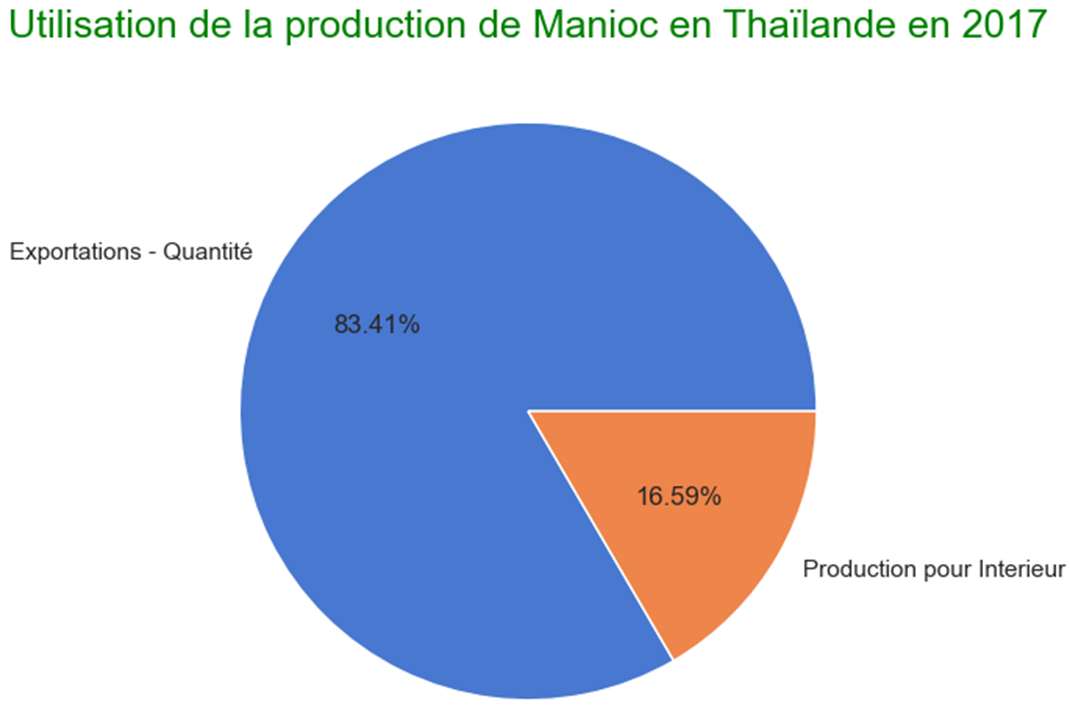 Utilisation de la production de Manioc en Thaïlande en 2017
Exportations - Quantité
83.41%
16.59%
Production pour Interieur